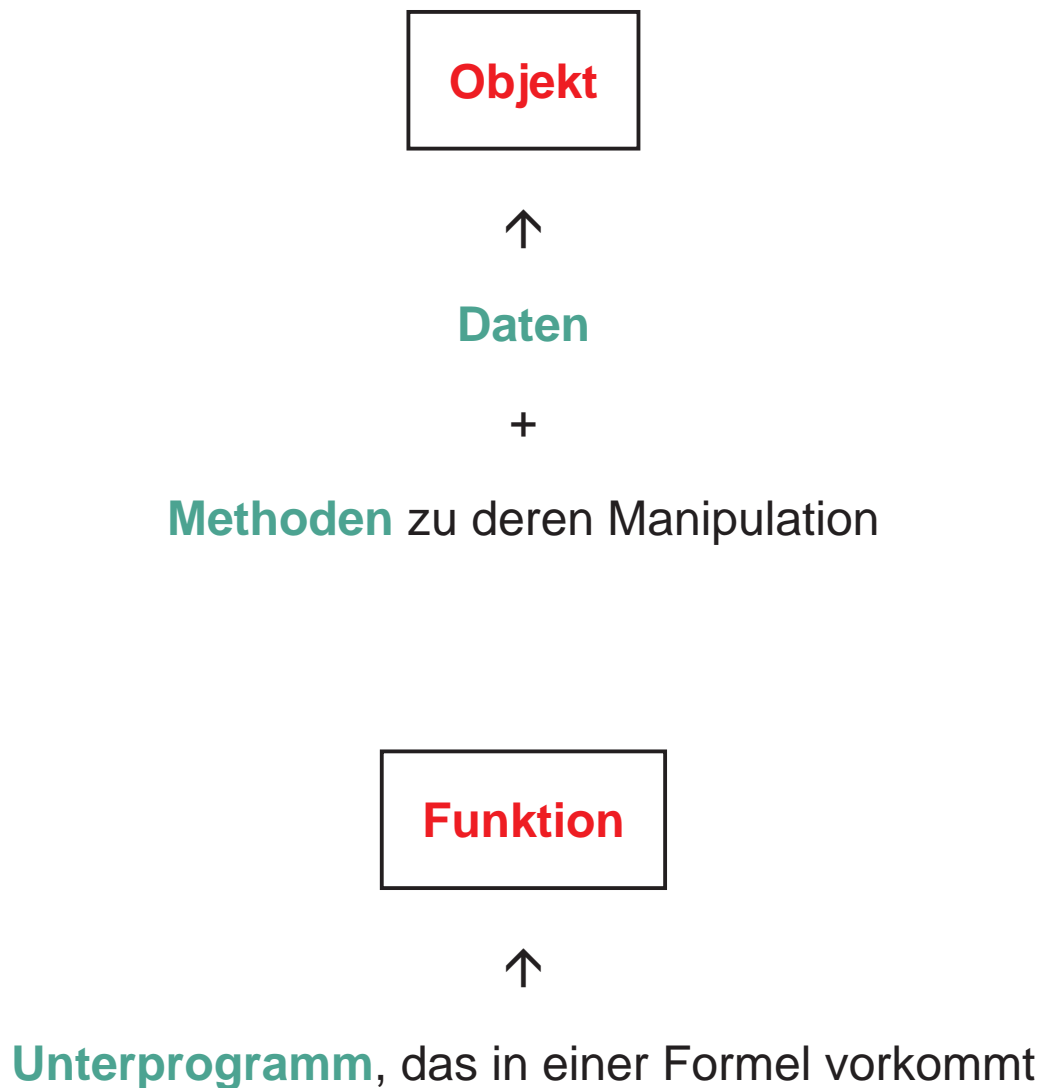 Objekt
↑
Daten
+
Methoden zu deren Manipulation
Funktion
↑
Unterprogramm, das in einer Formel vorkommt